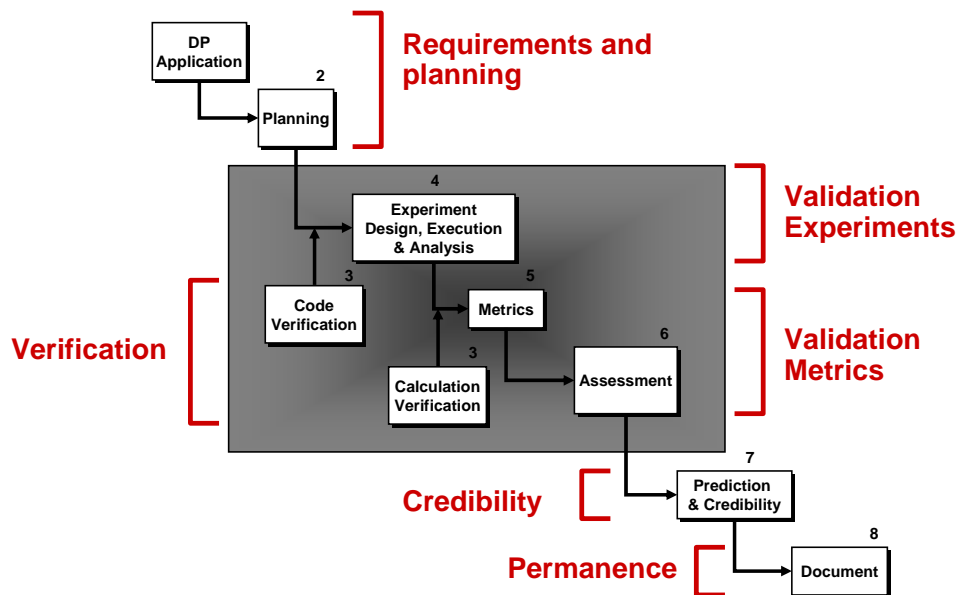 DP
Application
Requirements and
planning
2
Planning
4
Experiment
Design, Execution
& Analysis
Validation
Experiments
3
Code
Verification
5
Metrics
Verification
3
Calculation
Verification
6
Assessment
Validation
Metrics
7
Prediction
& Credibility
Credibility
8
Document
Permanence